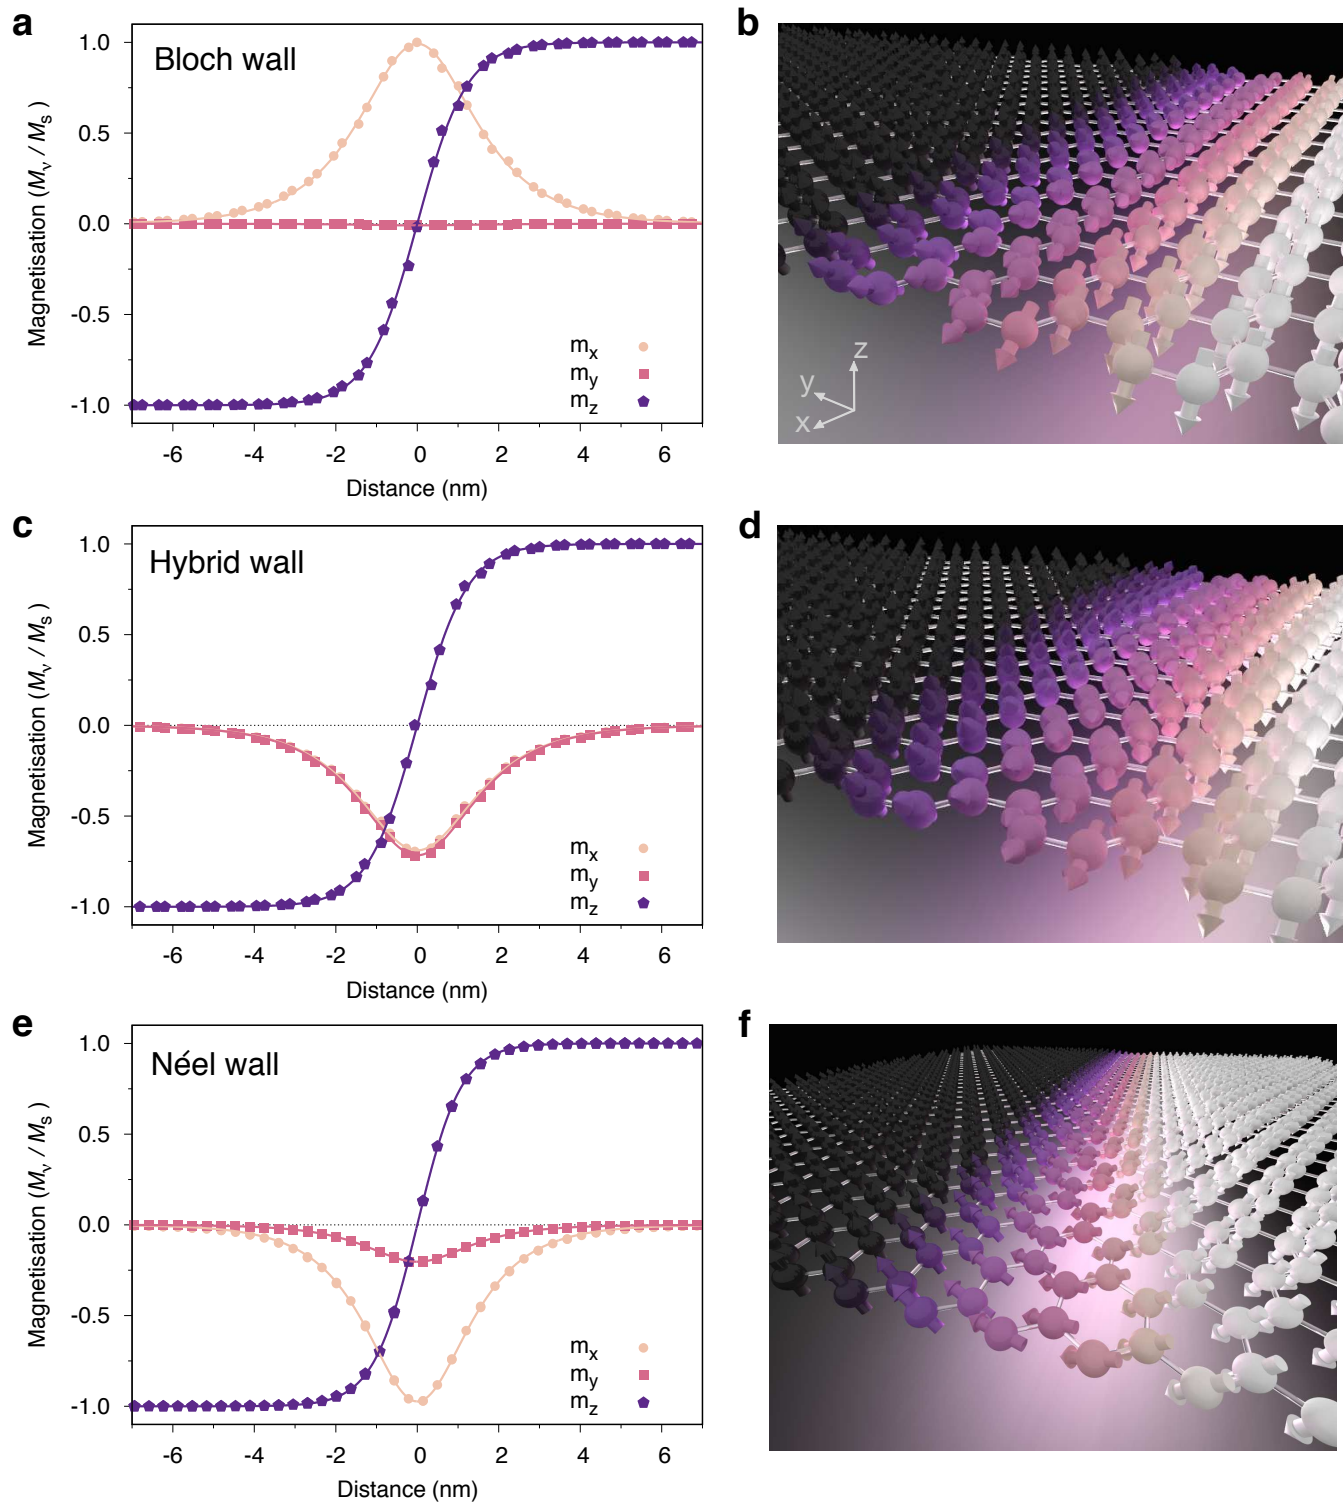 a
Bloch wall
Magnetisation (Mν / Ms)
1.0
0.5
0.0
-0.5
-1.0
mx
my
mz
-6 -4 -2 0 2 4 6
Distance (nm)
b
z
y
x
c
Hybrid wall
Magnetisation (Mν / Ms)
1.0
0.5
0.0
-0.5
-1.0
mx
my
mz
-6 -4 -2 0 2 4 6
Distance (nm)
d
e
Néel wall
Magnetisation (Mν / Ms)
1.0
0.5
0.0
-0.5
-1.0
mx
my
mz
-6 -4 -2 0 2 4 6
Distance (nm)
f